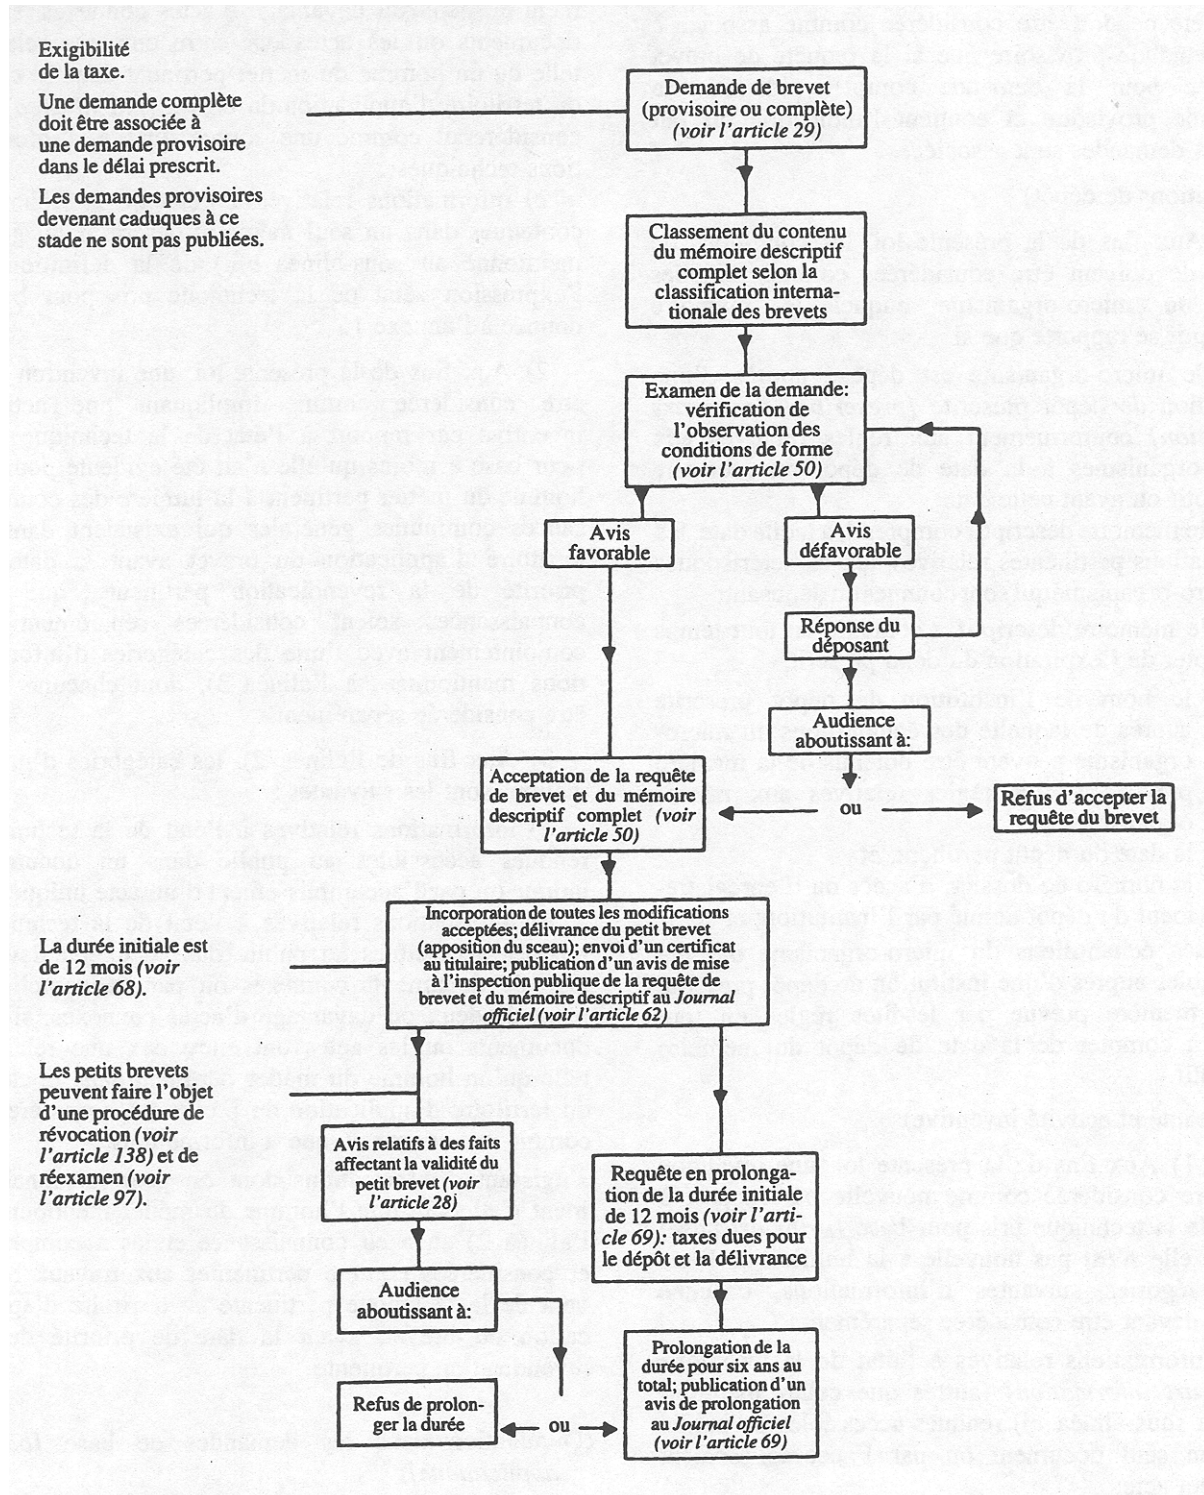 Exigibilité
de la taxe.
Une demande complète
doit être associée à
une demande provisoire
dans le délai prescrit.
Les demandes provisoires
devenant caduques à ce
stade ne sont pas publiées.
Demande de brevet
(provisoire ou complète)
(voir l'article 29)
Classement du contenu
du mémoire descriptif
complet selon la
classification interna-
tionale des brevets
Examen de la demande:
vérification de
l'observation des
conditions de forme
(voir l'article 50)
Avis
favorable
Avis
défavorable
Réponse du
déposant
Audience
aboutissant à:
Acceptation de la requête
de brevet et du mémoire
descriptif complet (voir
l'article 50)
ou
Refus d'accepter la
requête du brevet
Incorporation de toutes les modifications
acceptées; délivrance du petit brevet
(apposition du sceau); envoi d'un certificat
au titulaire; publication d'un avis de mise
à l'inspection publique de la requête de
brevet et du mémoire descriptif au Journal
officiel (voir l'article 62)
La durée initiale est
de 12 mois (voir
l'article 68).
Les petits brevets
peuvent faire l'objet
d'une procédure de
révocation (voir
l'article 138) et de
réexamen (voir
l'article 97).
Avis relatifs à des faits
affectant la validité du
petit brevet (voir
l'article 28)
Requête en prolonga-
tion de la durée initiale
de 12 mois (voir l'arti-
cle 69): taxes dues pour
le dépôt et la délivrance
Audience
aboutissant à:
Refus de prolon-
ger la durée
ou
Prolongation de la
durée pour six ans au
total; publication d'un
avis de prolongation
au Journal officiel
(voir l'article 69)